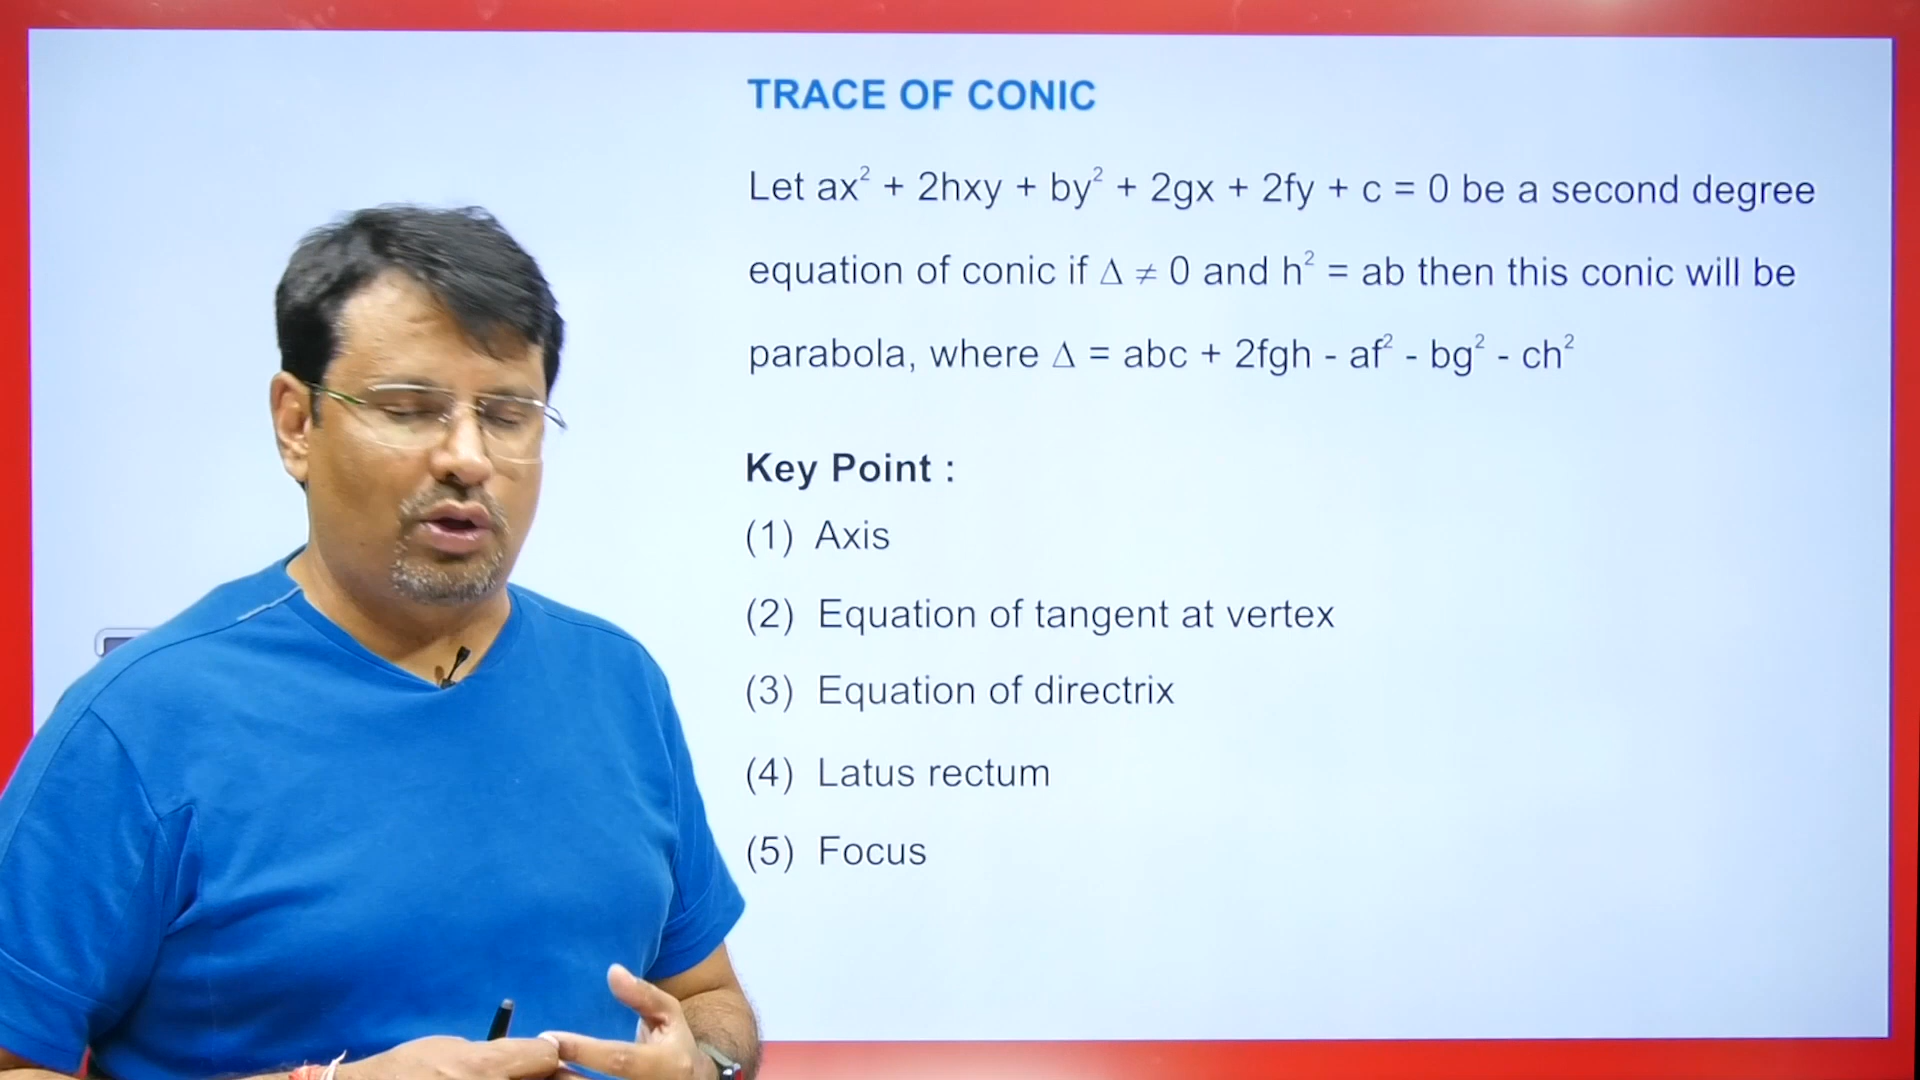 TRACE OF CONIC
Let ax² + 2hxy + by² + 2gx + 2fy + c = 0 be a second degree
equation of conic if Δ ≠ 0 and h² = ab then this conic will be
parabola, where Δ = abc + 2fgh - af² - bg² - ch²
Key Point :
(1) Axis
(2) Equation of tangent at vertex
(3) Equation of directrix
(4) Latus rectum
(5) Focus